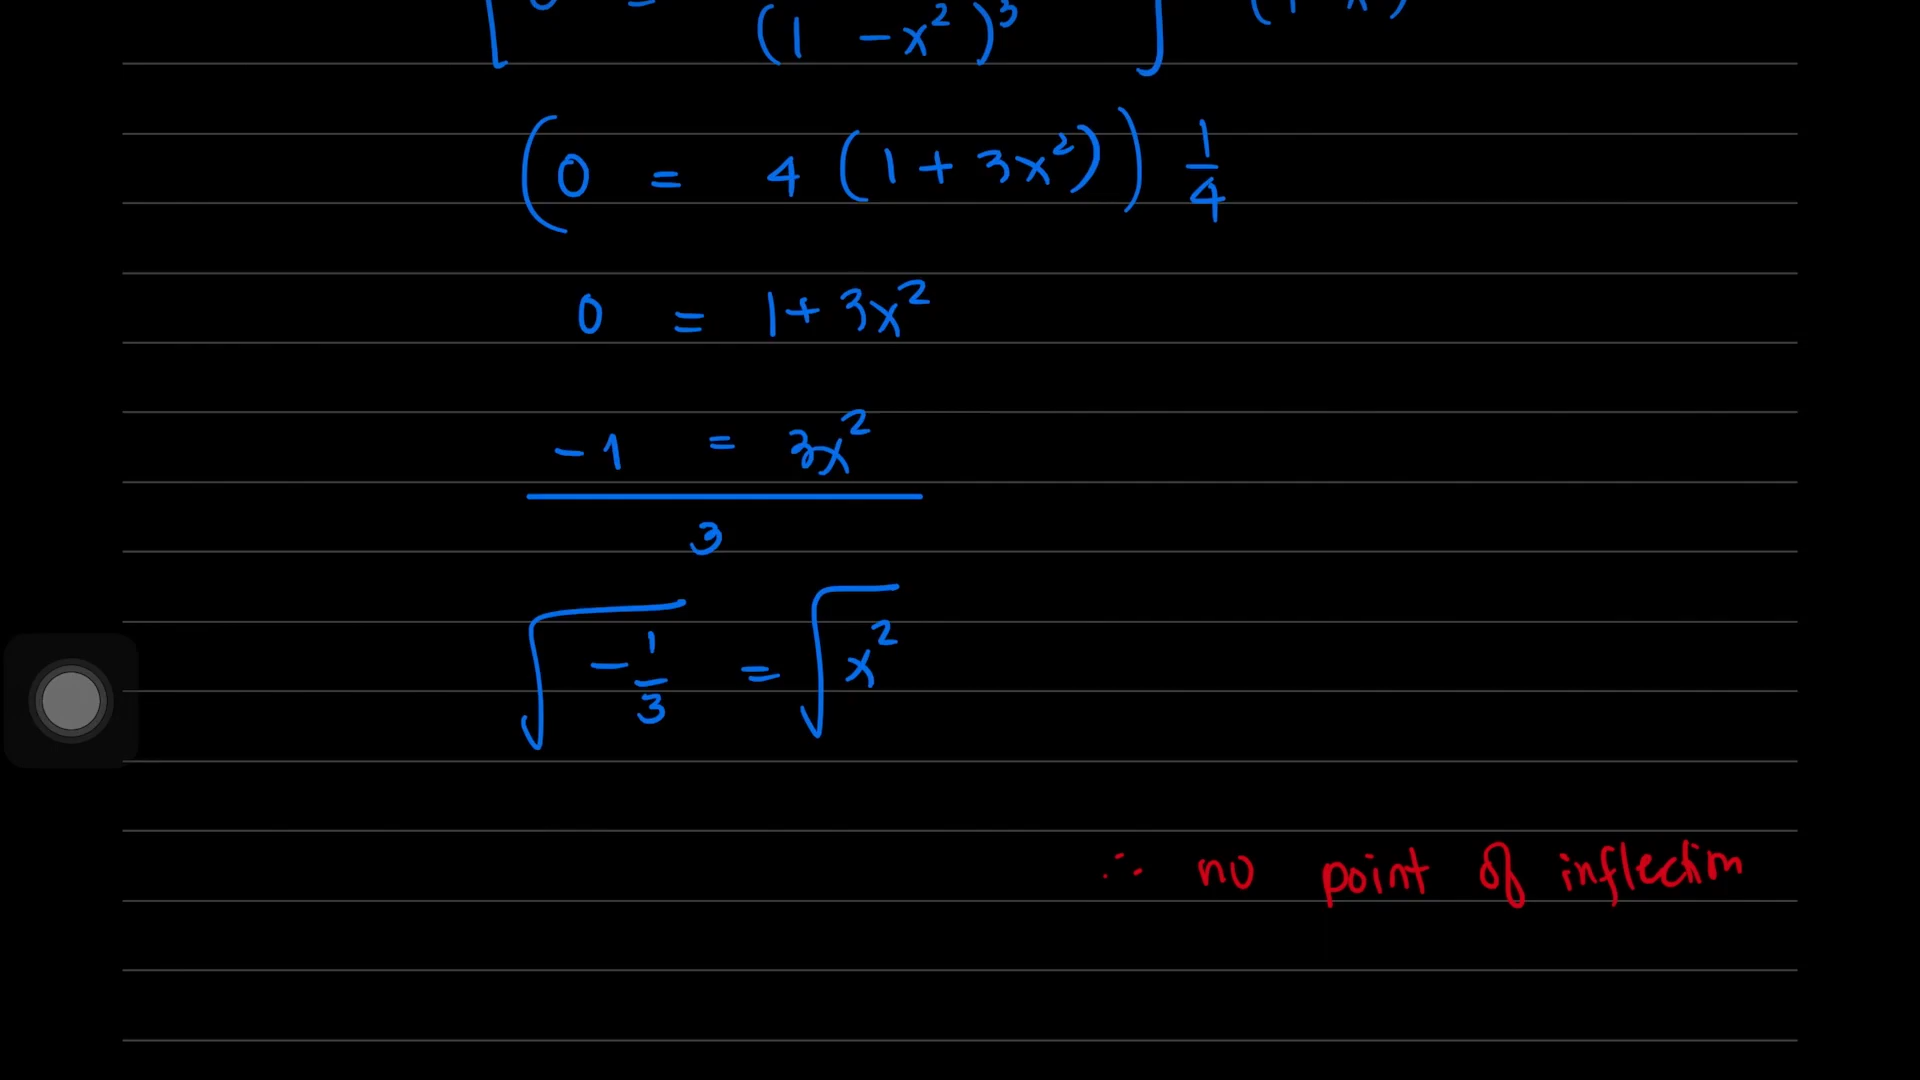 (1 - x²)³
(0 = 4 (1 + 3x²)) 1/4
0 = 1 + 3x²
-1 = 3x²
3
√(-1/3) = √(x²)
∴ no point of inflection